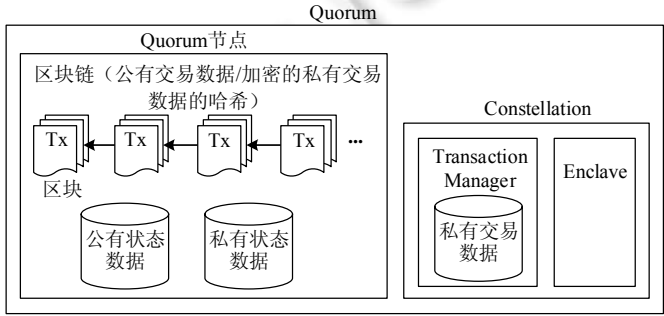 Quorum
Quorum节点
区块链（公有交易数据/加密的私有交易
数据的哈希）
Tx
Tx
Tx
Tx
...
区块
公有状态
数据
私有状态
数据
Constellation
Transaction
Manager
私有交易
数据
Enclave